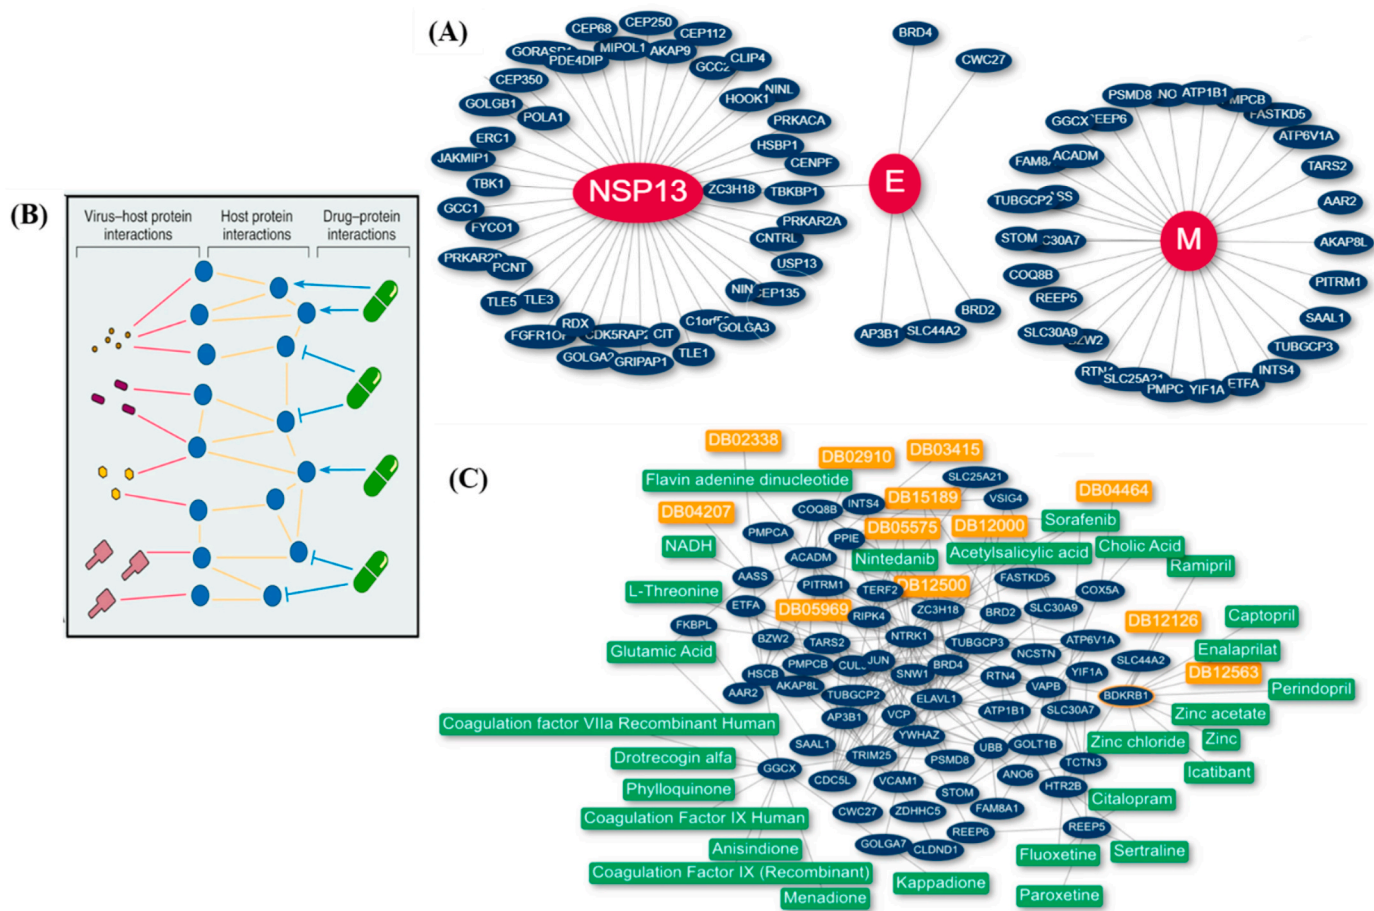 (A)
CEP250
CEP68
CEP112
MIPOL1
AKAP9
PDE4DIP
GCC2
CLIP4
CEP350
NINL
HOOK1
GOLGB1
POLA1
PRKACA
ERC1
HSBP1
JAKMIP1
CENPF
TBK1
NSP13
ZC3H18
TBKBP1
GCC1
PRKAR2A
FYCO1
CNTRL
PCNT
USP13
NIN
CEP135
TLE5
TLE3
RDX
CDK5RAP2
CIT
GOLGA3
GRIPAP1
TLE1
BRD4
CWC27
E
BRD2
SLC44A2
AP3B1
PSMD8
NO
ATP1B1
FASTKD5
GGCX
ATP6V1A
ACADM
TARS2
TUBGCP2
AAR2
STOM
M
AKAP8L
COQ8B
PITRM1
REEP5
SAAL1
SLC30A9
BZW2
TUBGCP3
INTS4
SLC25A21
PMPC
YIF1A
ETFA
(B)
Virus–host protein
interactions
Host protein
interactions
Drug–protein
interactions
(C)
DB02338
DB02910
DB03415
Flavin adenine dinucleotide
SLC25A21
DB04464
DB15189
VSIG4
INTS4
COQ8B
DB04207
DB05575
DB12000
Sorafenib
PMPCA
PPIE
NADH
Nintedanib
Acetylsalicylic acid
Cholic Acid
ACADM
Ramipril
AASS
PITRM1
TERF2
DB12500
FASTKD5
COX5A
L-Threonine
ETFA
DB05969
RIPK4
ZC3H18
BRD2
SLC30A9
Captopril
DB12126
FKBPL
BZW2
TARS2
NTRK1
TUBGCP3
NCSTN
ATP6V1A
Enalaprilat
Glutamic Acid
HSCB
PMPCB
JUN
SNW1
BRD4
RTN4
YIF1A
SLC44A2
DB12563
AAR2
AKAP8L
TUBGCP2
ELAVL1
VAPB
BDKRB1
Perindopril
ATP1B1
SLC30A7
Zinc acetate
Coagulation factor VIIa Recombinant Human
AP3B1
VCP
YWHAZ
Zinc
SAAL1
TRIM25
UBB
GOLT1B
Zinc chloride
Drotrecogin alfa
GGCX
PSMD8
TCTN3
Icatibant
CDC5L
VCAM1
ANO6
HTR2B
Phylloquinone
STOM
Citalopram
Coagulation Factor IX Human
CWC27
ZDHHC5
FAM8A1
REEP6
REEP5
Anisindione
GOLGA7
CLDND1
Fluoxetine
Sertraline
Coagulation Factor IX (Recombinant)
Kappadione
Menadione
Paroxetine